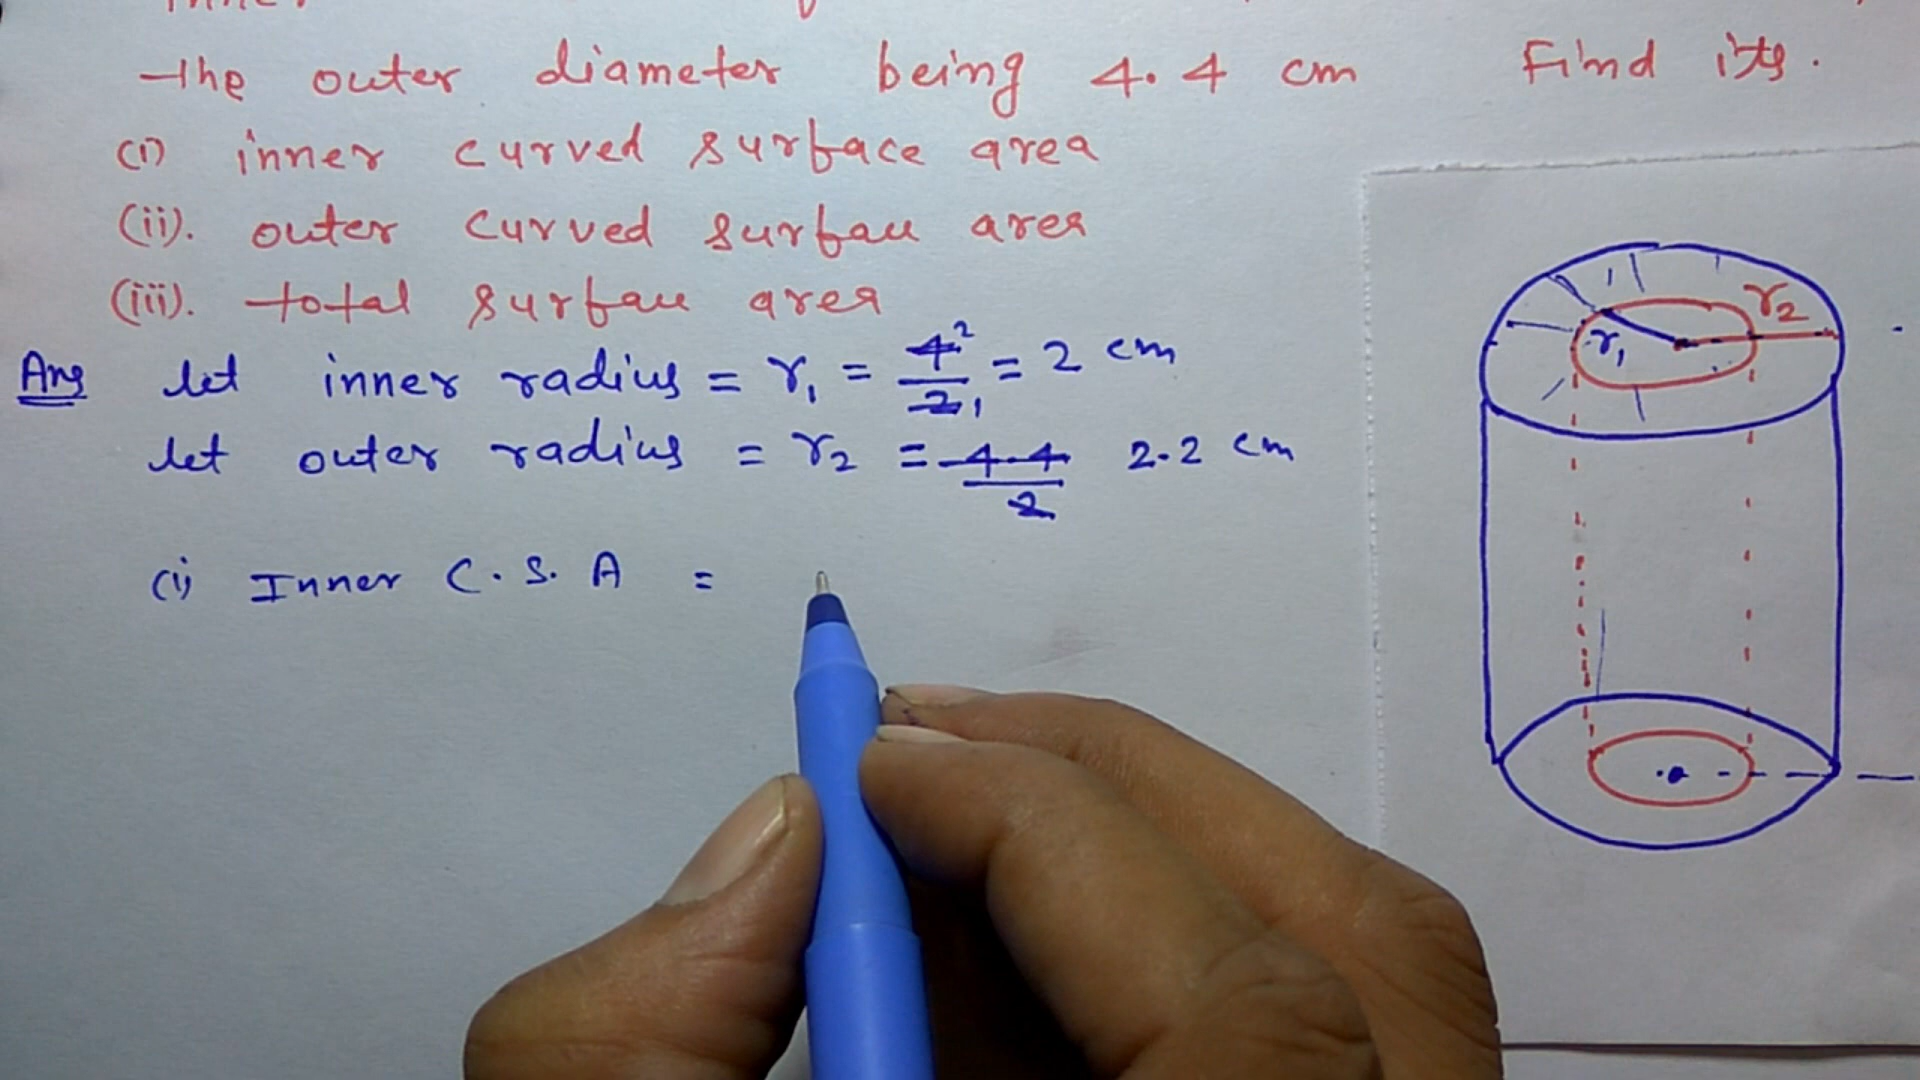 the outer diameter being 4.4 cm Find its.
(i) inner curved surface area
(ii). outer curved surface area
(iii). total surface area
Ans let inner radius = r₁ = 4²/2₁ = 2 cm
let outer radius = r₂ = 4.4/2 2.2 cm
(i) Inner C.S.A =
r₂
r₁